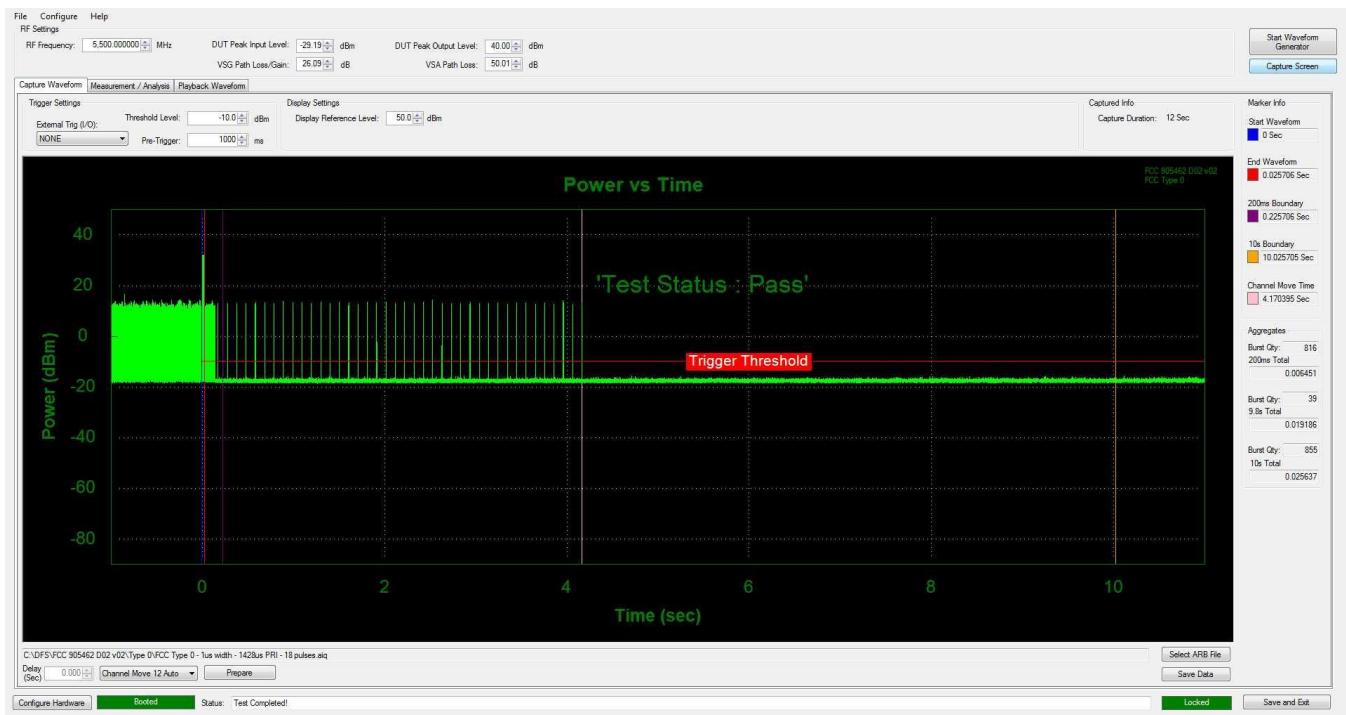 File Configure Help
RF Settings
RF Frequency: 5,500.000000 MHz DUT Peak Input Level: -29.19 dBm DUT Peak Output Level: 40.00 dBm
VSG Path Loss/Gain: 26.09 dB VSA Path Loss: 50.01 dB
Start Waveform Generator
Capture Screen
Capture Waveform Measurement / Analysis Playback Waveform
Trigger Settings
External Trig (I/O): Threshold Level: -10.0 dBm
NONE Pre-Trigger: 1000 ms
Display Settings
Display Reference Level: 50.0 dBm
Captured Info
Capture Duration: 12 Sec
Marker Info
Start Waveform
0 Sec
End Waveform
0.025706 Sec
200ms Boundary
0.225706 Sec
10s Boundary
10.025705 Sec
Channel Move Time
4.170395 Sec
Aggregates
Burst Qty: 816
200ms Total
0.006451
Burst Qty: 39
9.8s Total
0.019186
Burst Qty: 855
10s Total
0.025637
Power vs Time
FCC 905462 D02 v02
FCC Type 0
'Test Status : Pass'
Trigger Threshold
Power (dBm)
40
20
0
-20
-40
-60
-80
0 2 4 6 8 10
Time (sec)
C:\DFS\FCC 905462 D02 v02\Type 0\FCC Type 0 - 1us width - 1428us PRI - 18 pulses.aiq
Select ARB File
Delay (Sec) 0.000 Channel Move 12 Auto Prepare
Save Data
Configure Hardware Booted Status: Test Completed! Locked Save and Exit